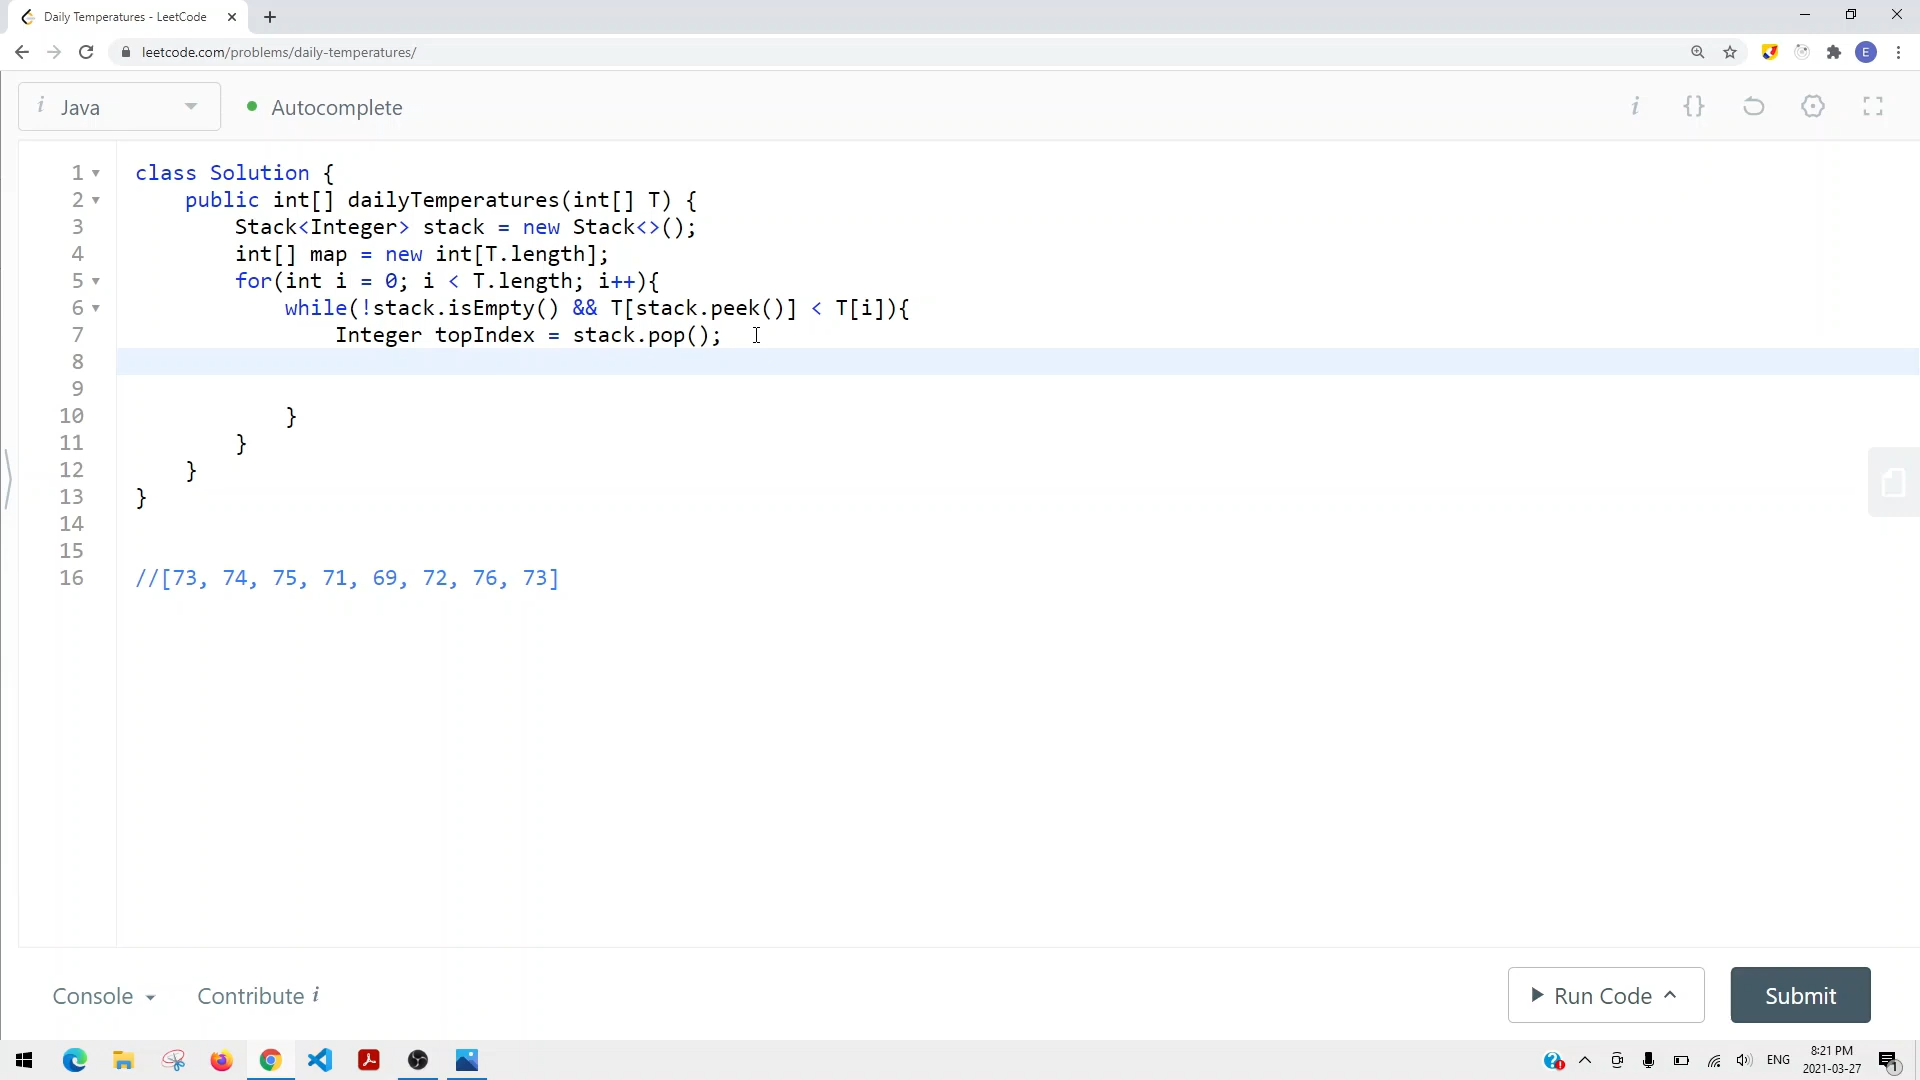 Daily Temperatures - LeetCode
leetcode.com/problems/daily-temperatures/
E
i Java
Autocomplete
i {}
1 class Solution {
2 public int[] dailyTemperatures(int[] T) {
3 Stack<Integer> stack = new Stack<>();
4 int[] map = new int[T.length];
5 for(int i = 0; i < T.length; i++){
6 while(!stack.isEmpty() && T[stack.peek()] < T[i]){
7 Integer topIndex = stack.pop();
8
9
10 }
11 }
12 }
13 }
14
15
16 //[73, 74, 75, 71, 69, 72, 76, 73]
Console
Contribute i
Run Code
Submit
ENG
8:21 PM
2021-03-27
1